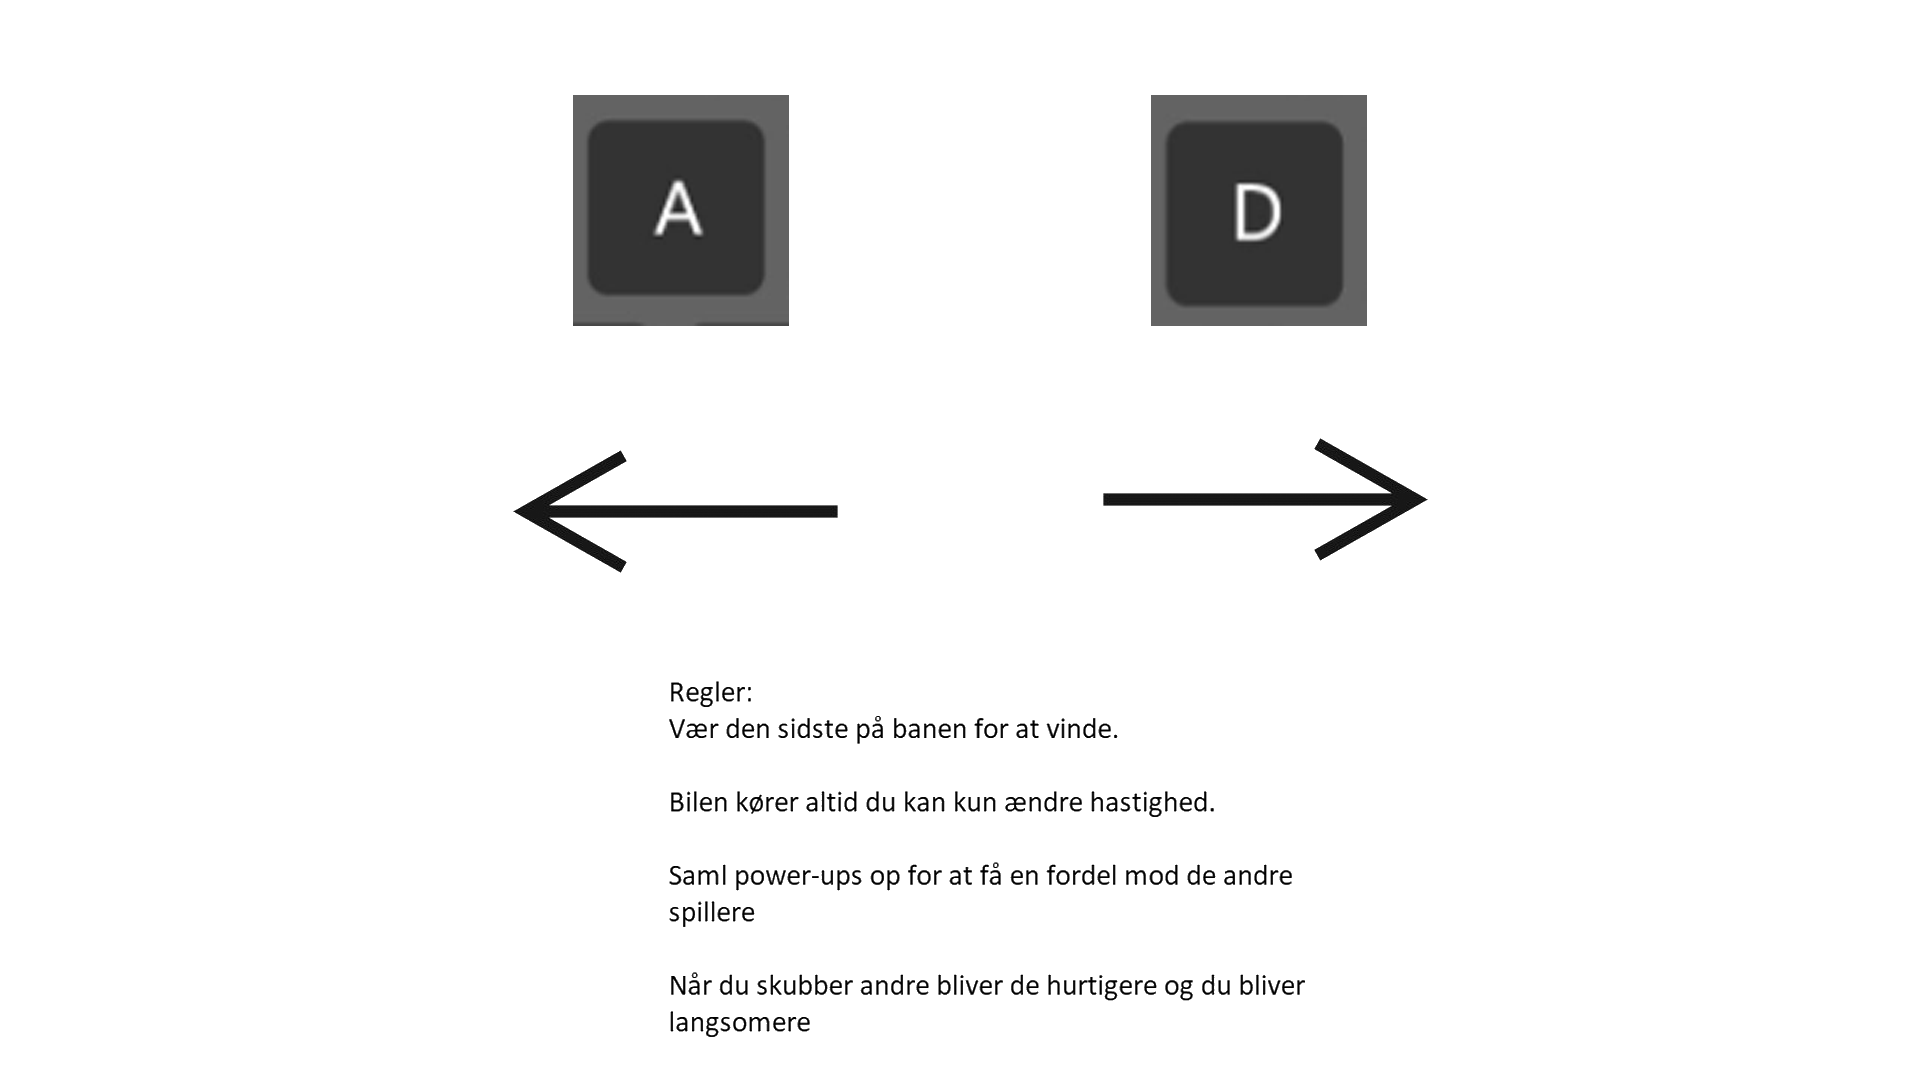 A
D
Regler:
Vær den sidste på banen for at vinde.
Bilen kører altid du kan kun ændre hastighed.
Saml power-ups op for at få en fordel mod de andre
spillere
Når du skubber andre bliver de hurtigere og du bliver
langsomere